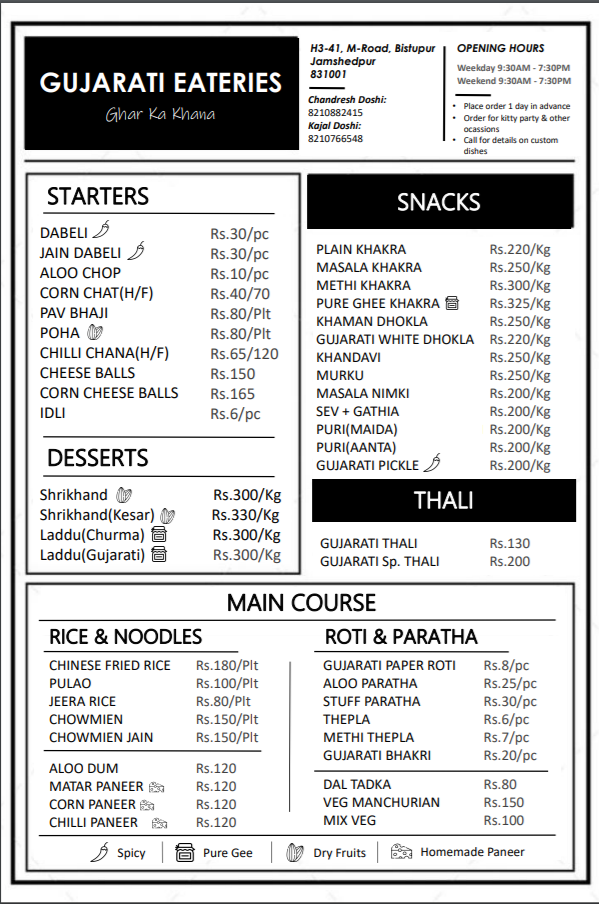 GUJARATI EATERIES
Ghar Ka Khana
H3-41, M-Road, Bistupur
Jamshedpur
831001
Chandresh Doshi:
8210882415
Kajal Doshi:
8210766548
OPENING HOURS
Weekday 9:30AM - 7:30PM
Weekend 9:30AM - 7:30PM
• Place order 1 day in advance
• Order for kitty party & other
ocassions
• Call for details on custom
dishes
STARTERS
DABELI Rs.30/pc
JAIN DABELI Rs.30/pc
ALOO CHOP Rs.10/pc
CORN CHAT(H/F) Rs.40/70
PAV BHAJI Rs.80/Plt
POHA Rs.80/Plt
CHILLI CHANA(H/F) Rs.65/120
CHEESE BALLS Rs.150
CORN CHEESE BALLS Rs.165
IDLI Rs.6/pc
DESSERTS
Shrikhand Rs.300/Kg
Shrikhand(Kesar) Rs.330/Kg
Laddu(Churma) Rs.300/Kg
Laddu(Gujarati) Rs.300/Kg
SNACKS
PLAIN KHAKRA Rs.220/Kg
MASALA KHAKRA Rs.250/Kg
METHI KHAKRA Rs.300/Kg
PURE GHEE KHAKRA Rs.325/Kg
KHAMAN DHOKLA Rs.250/Kg
GUJARATI WHITE DHOKLA Rs.220/Kg
KHANDAVI Rs.250/Kg
MURKU Rs.250/Kg
MASALA NIMKI Rs.200/Kg
SEV + GATHIA Rs.200/Kg
PURI(MAIDA) Rs.200/Kg
PURI(AANTA) Rs.200/Kg
GUJARATI PICKLE Rs.200/Kg
THALI
GUJARATI THALI Rs.130
GUJARATI Sp. THALI Rs.200
MAIN COURSE
RICE & NOODLES
CHINESE FRIED RICE Rs.180/Plt
PULAO Rs.100/Plt
JEERA RICE Rs.80/Plt
CHOWMIEN Rs.150/Plt
CHOWMIEN JAIN Rs.150/Plt
ALOO DUM Rs.120
MATAR PANEER Rs.120
CORN PANEER Rs.120
CHILLI PANEER Rs.120
ROTI & PARATHA
GUJARATI PAPER ROTI Rs.8/pc
ALOO PARATHA Rs.25/pc
STUFF PARATHA Rs.30/pc
THEPLA Rs.6/pc
METHI THEPLA Rs.7/pc
GUJARATI BHAKRI Rs.20/pc
DAL TADKA Rs.80
VEG MANCHURIAN Rs.150
MIX VEG Rs.100
Spicy Pure Gee Dry Fruits Homemade Paneer